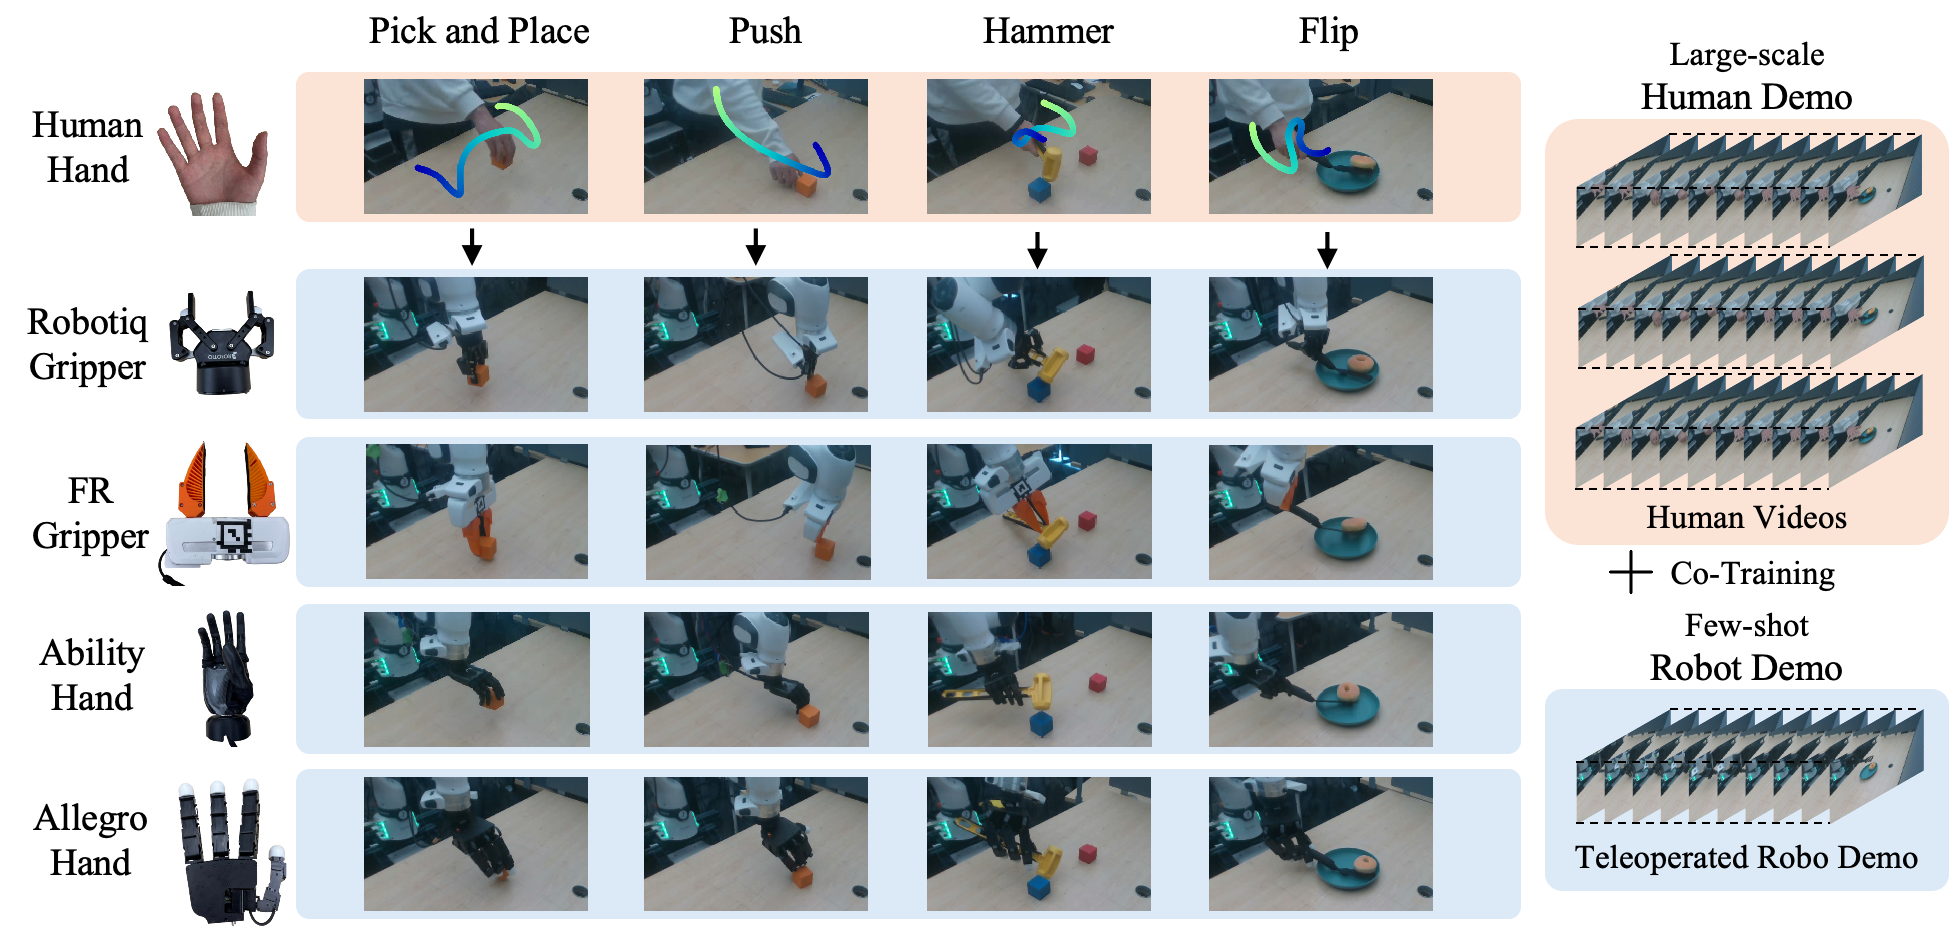 Pick and Place
Push
Hammer
Flip
Human
Hand
Robotiq
Gripper
FR
Gripper
Ability
Hand
Allegro
Hand
Large-scale
Human Demo
Human Videos
Co-Training
Few-shot
Robot Demo
Teleoperated Robo Demo